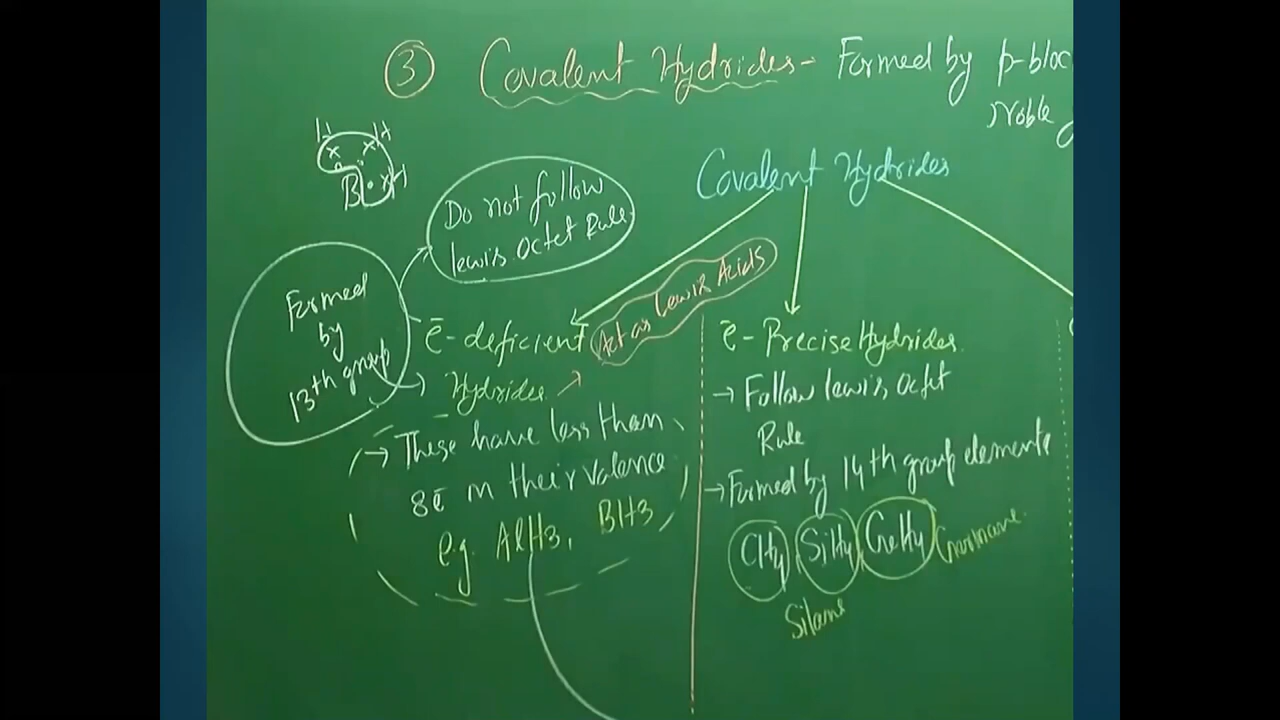 ③ Covalent Hydrides - Formed by p-bloc
Noble
H H
B H
Covalent Hydrides
Do not follow
lewis Octet Rule
Formed
by
13th group
Act as Lewis Acids
ē-deficient
Hydrides
→ These have less than
8ē in their valence
e.g. AlH3, BH3
ē-Precise Hydrides
→ Follow lewis Octet
Rule
→ Formed by 14th group elements
CH4, SiH4, GeH4 Germane
Silane